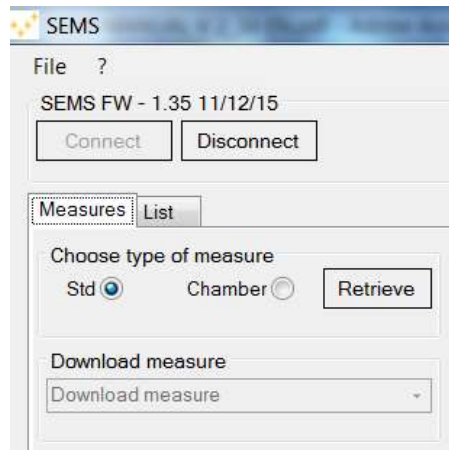 SEMS
File ?
SEMS FW - 1.35 11/12/15
Connect Disconnect
Measures List
Choose type of measure
Std Chamber Retrieve
Download measure
Download measure